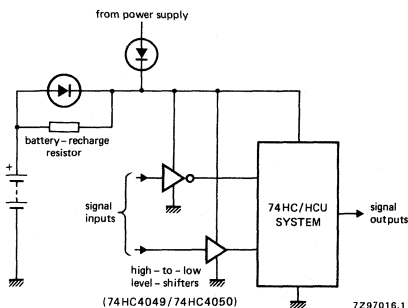 from power supply
battery-recharge
resistor
+
signal
inputs
74HC/HCU
SYSTEM
signal
outputs
high-to-low
level-shifters
(74HC4049/74HC4050)
7Z97016.1